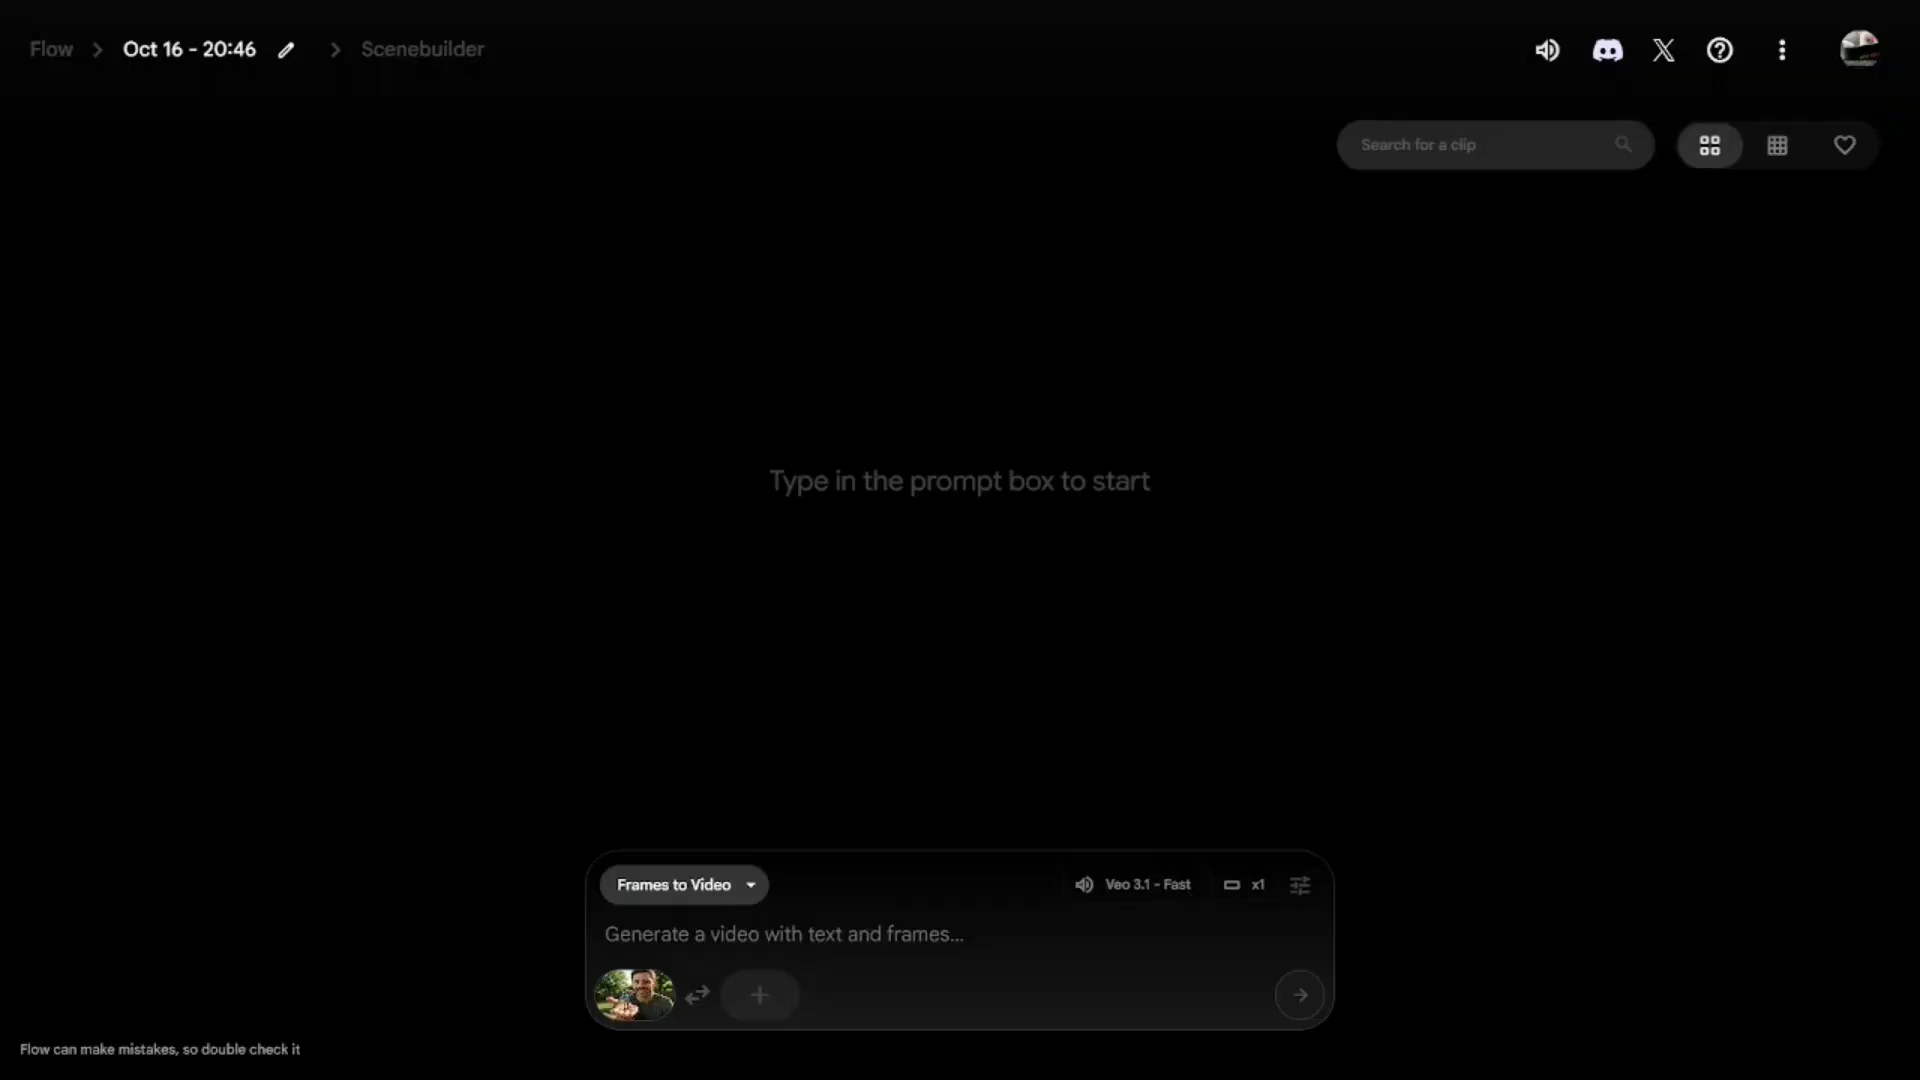 Flow
Oct 16 - 20:46
Scenebuilder
Search for a clip
Type in the prompt box to start
Frames to Video
Veo 3.1 - Fast
x1
Generate a video with text and frames...
Flow can make mistakes, so double check it